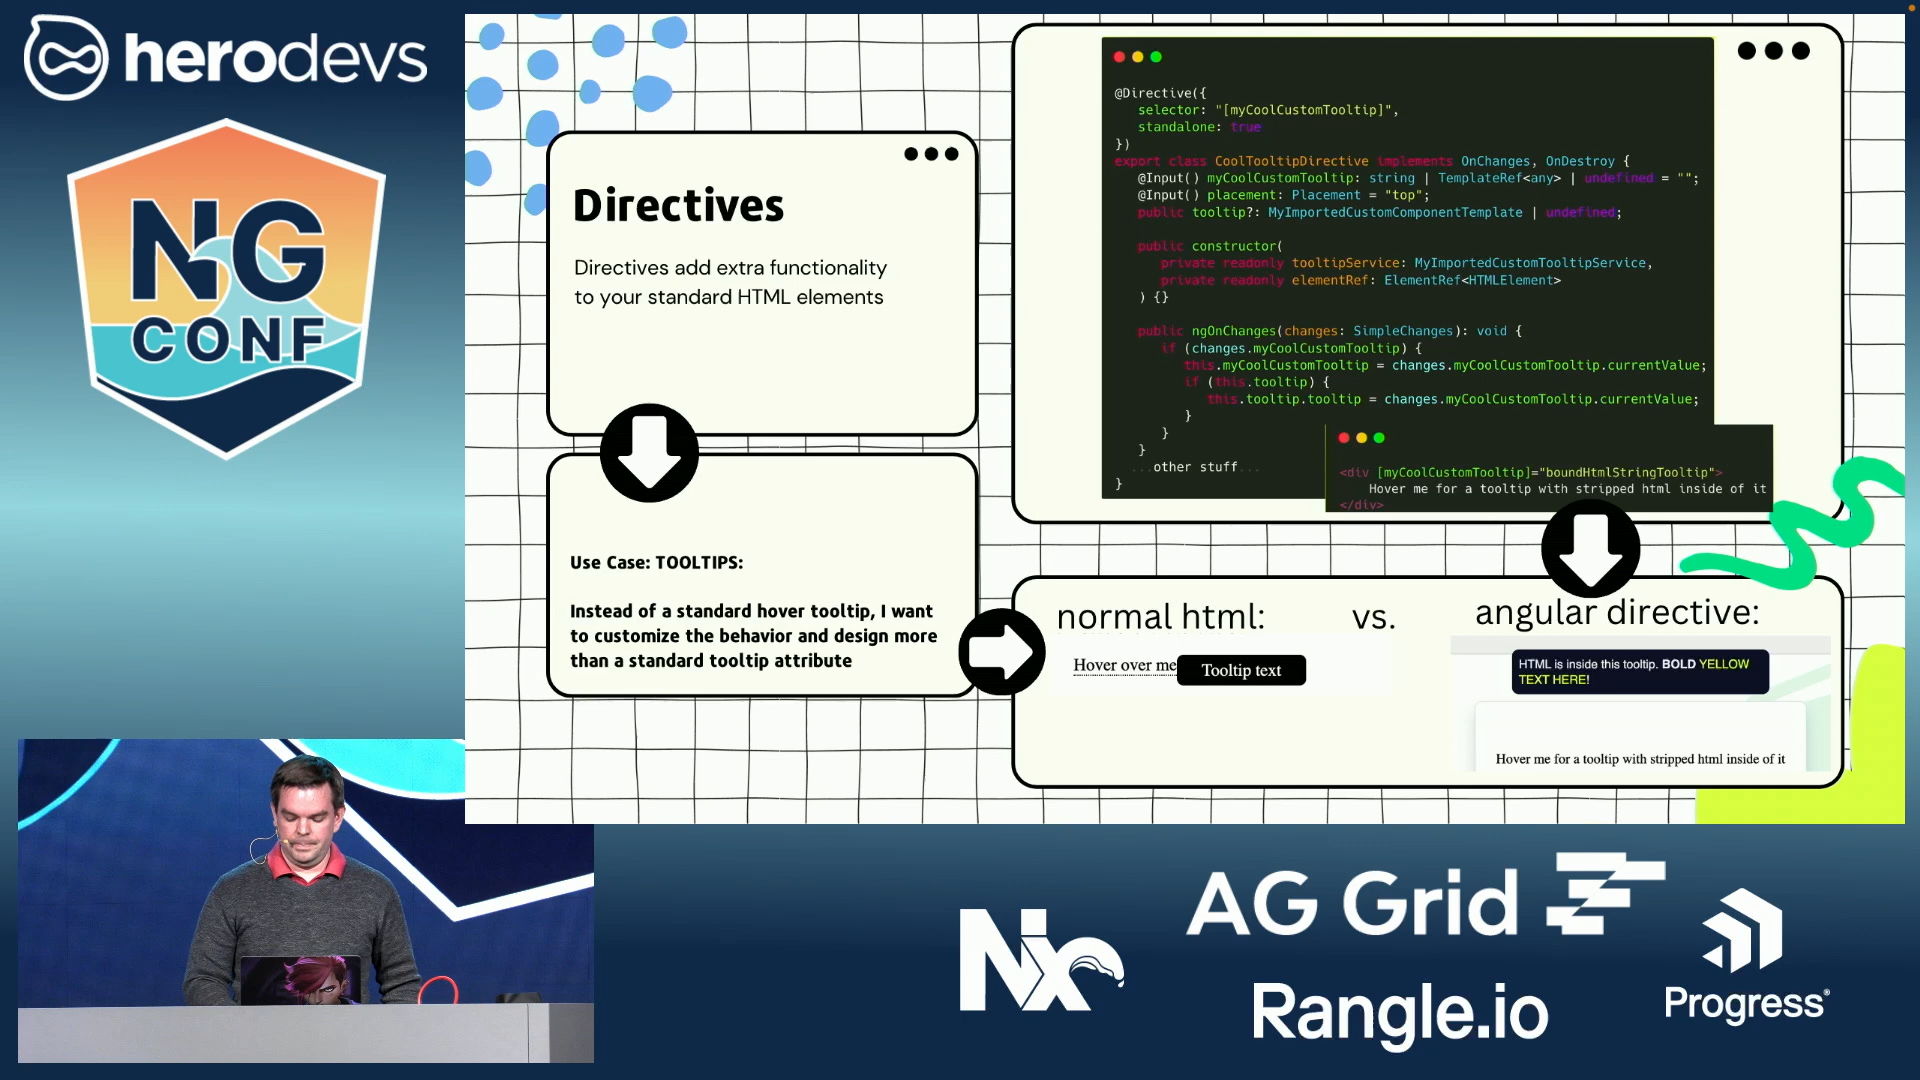 herodevs
NG
CONF
Directives
Directives add extra functionality
to your standard HTML elements
Use Case: TOOLTIPS:
Instead of a standard hover tooltip, I want
to customize the behavior and design more
than a standard tooltip attribute
@Directive({
selector: "[myCoolCustomTooltip]",
standalone: true
})
export class CoolTooltipDirective implements OnChanges, OnDestroy {
@Input() myCoolCustomTooltip: string | TemplateRef<any> | undefined = "";
@Input() placement: Placement = "top";
public tooltip?: MyImportedCustomComponentTemplate | undefined;
public constructor(
private readonly tooltipService: MyImportedCustomTooltipService,
private readonly elementRef: ElementRef<HTMLElement>
) {}
public ngOnChanges(changes: SimpleChanges): void {
if (changes.myCoolCustomTooltip) {
this.myCoolCustomTooltip = changes.myCoolCustomTooltip.currentValue;
if (this.tooltip) {
this.tooltip.tooltip = changes.myCoolCustomTooltip.currentValue;
}
}
}
...other stuff...
}
<div [myCoolCustomTooltip]="boundHtmlStringTooltip">
Hover me for a tooltip with stripped html inside of it
</div>
normal html: vs. angular directive:
Hover over me Tooltip text
HTML is inside this tooltip. BOLD YELLOW
TEXT HERE!
Hover me for a tooltip with stripped html inside of it
Nx
AG Grid
Rangle.io
Progress®